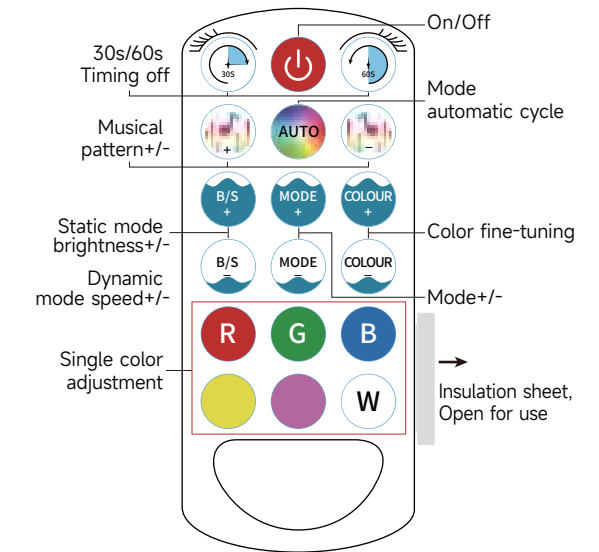 On/Off
30s/60s
Timing off
30S
60S
Mode
automatic cycle
Musical
pattern+/-
+
AUTO
−
B/S
+
MODE
+
COLOUR
+
Static mode
brightness+/-
Color fine-tuning
B/S
−
MODE
−
COLOUR
−
Dynamic
mode speed+/-
Mode+/-
R
G
B
Single color
adjustment
W
Insulation sheet,
Open for use